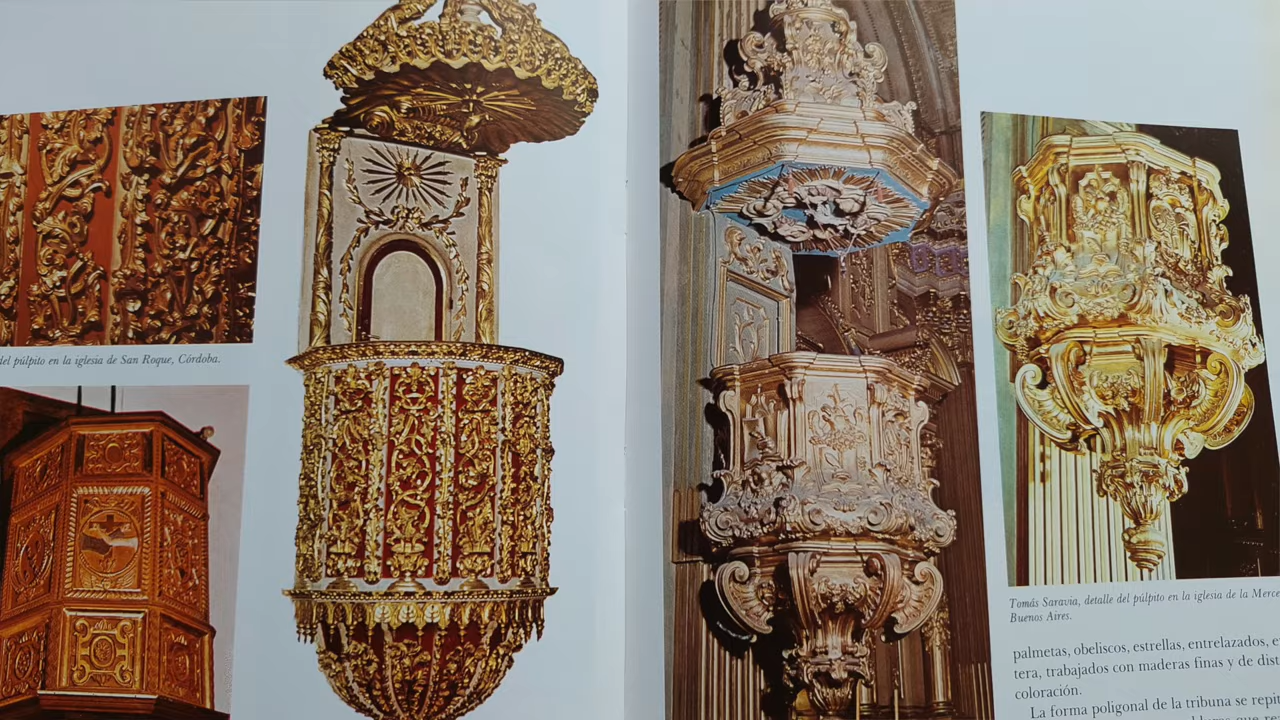 del púlpito en la iglesia de San Roque, Córdoba.
Tomás Saravia, detalle del púlpito en la iglesia de la Merce
Buenos Aires.
palmetas, obeliscos, estrellas, entrelazados, e
tera, trabajados con maderas finas y de dist
coloración.
La forma poligonal de la tribuna se repi